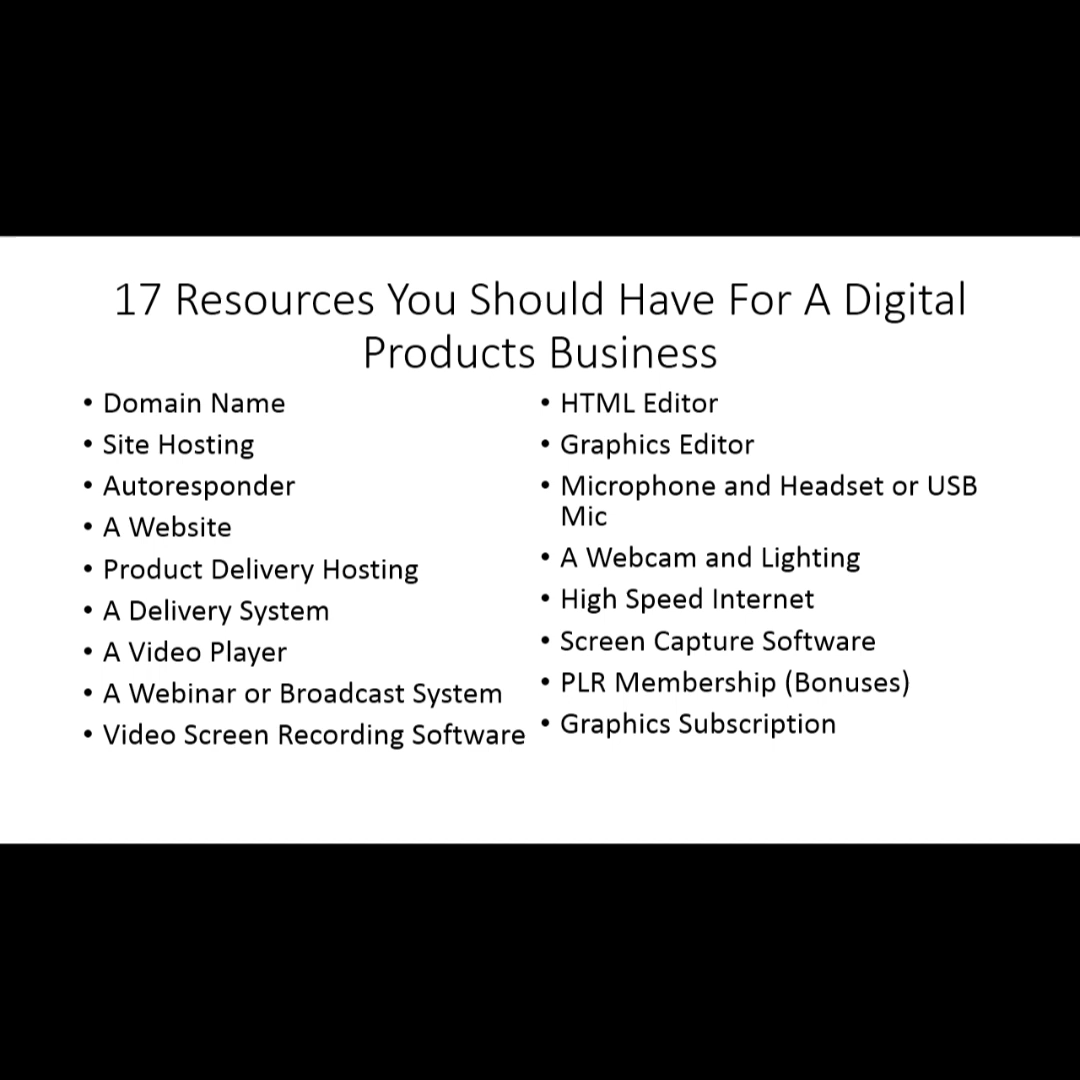 17 Resources You Should Have For A Digital
Products Business
• Domain Name
• Site Hosting
• Autoresponder
• A Website
• Product Delivery Hosting
• A Delivery System
• A Video Player
• A Webinar or Broadcast System
• Video Screen Recording Software
• HTML Editor
• Graphics Editor
• Microphone and Headset or USB
Mic
• A Webcam and Lighting
• High Speed Internet
• Screen Capture Software
• PLR Membership (Bonuses)
• Graphics Subscription